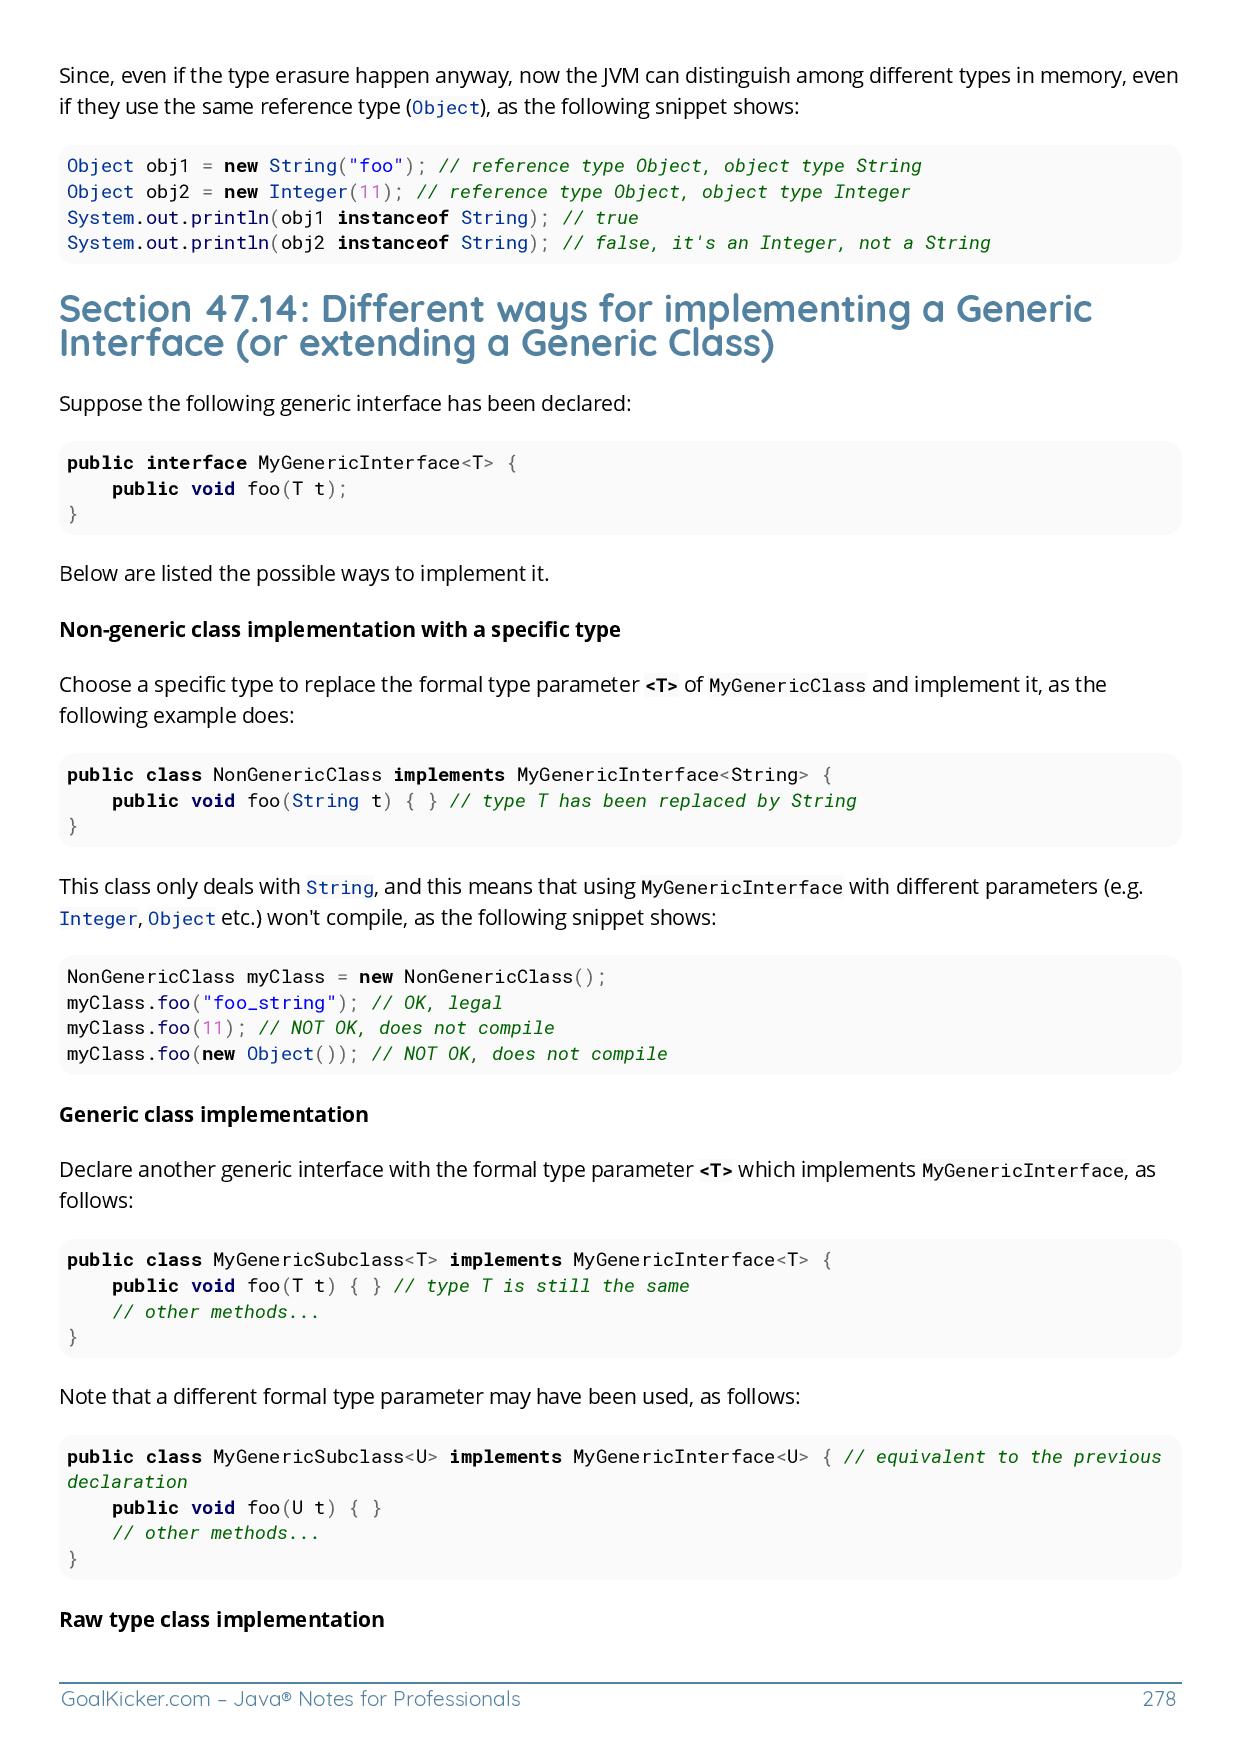 Since, even if the type erasure happen anyway, now the JVM can distinguish among different types in memory, even
if they use the same reference type (Object), as the following snippet shows:
Object obj1 = new String("foo"); // reference type Object, object type String
Object obj2 = new Integer(11); // reference type Object, object type Integer
System.out.println(obj1 instanceof String); // true
System.out.println(obj2 instanceof String); // false, it's an Integer, not a String
Section 47.14: Different ways for implementing a Generic
Interface (or extending a Generic Class)
Suppose the following generic interface has been declared:
public interface MyGenericInterface<T> {
    public void foo(T t);
}
Below are listed the possible ways to implement it.
Non-generic class implementation with a specific type
Choose a specific type to replace the formal type parameter <T> of MyGenericClass and implement it, as the
following example does:
public class NonGenericClass implements MyGenericInterface<String> {
    public void foo(String t) { } // type T has been replaced by String
}
This class only deals with String, and this means that using MyGenericInterface with different parameters (e.g.
Integer, Object etc.) won't compile, as the following snippet shows:
NonGenericClass myClass = new NonGenericClass();
myClass.foo("foo_string"); // OK, legal
myClass.foo(11); // NOT OK, does not compile
myClass.foo(new Object()); // NOT OK, does not compile
Generic class implementation
Declare another generic interface with the formal type parameter <T> which implements MyGenericInterface, as
follows:
public class MyGenericSubclass<T> implements MyGenericInterface<T> {
    public void foo(T t) { } // type T is still the same
    // other methods...
}
Note that a different formal type parameter may have been used, as follows:
public class MyGenericSubclass<U> implements MyGenericInterface<U> { // equivalent to the previous
declaration
    public void foo(U t) { }
    // other methods...
}
Raw type class implementation
GoalKicker.com – Java® Notes for Professionals 278